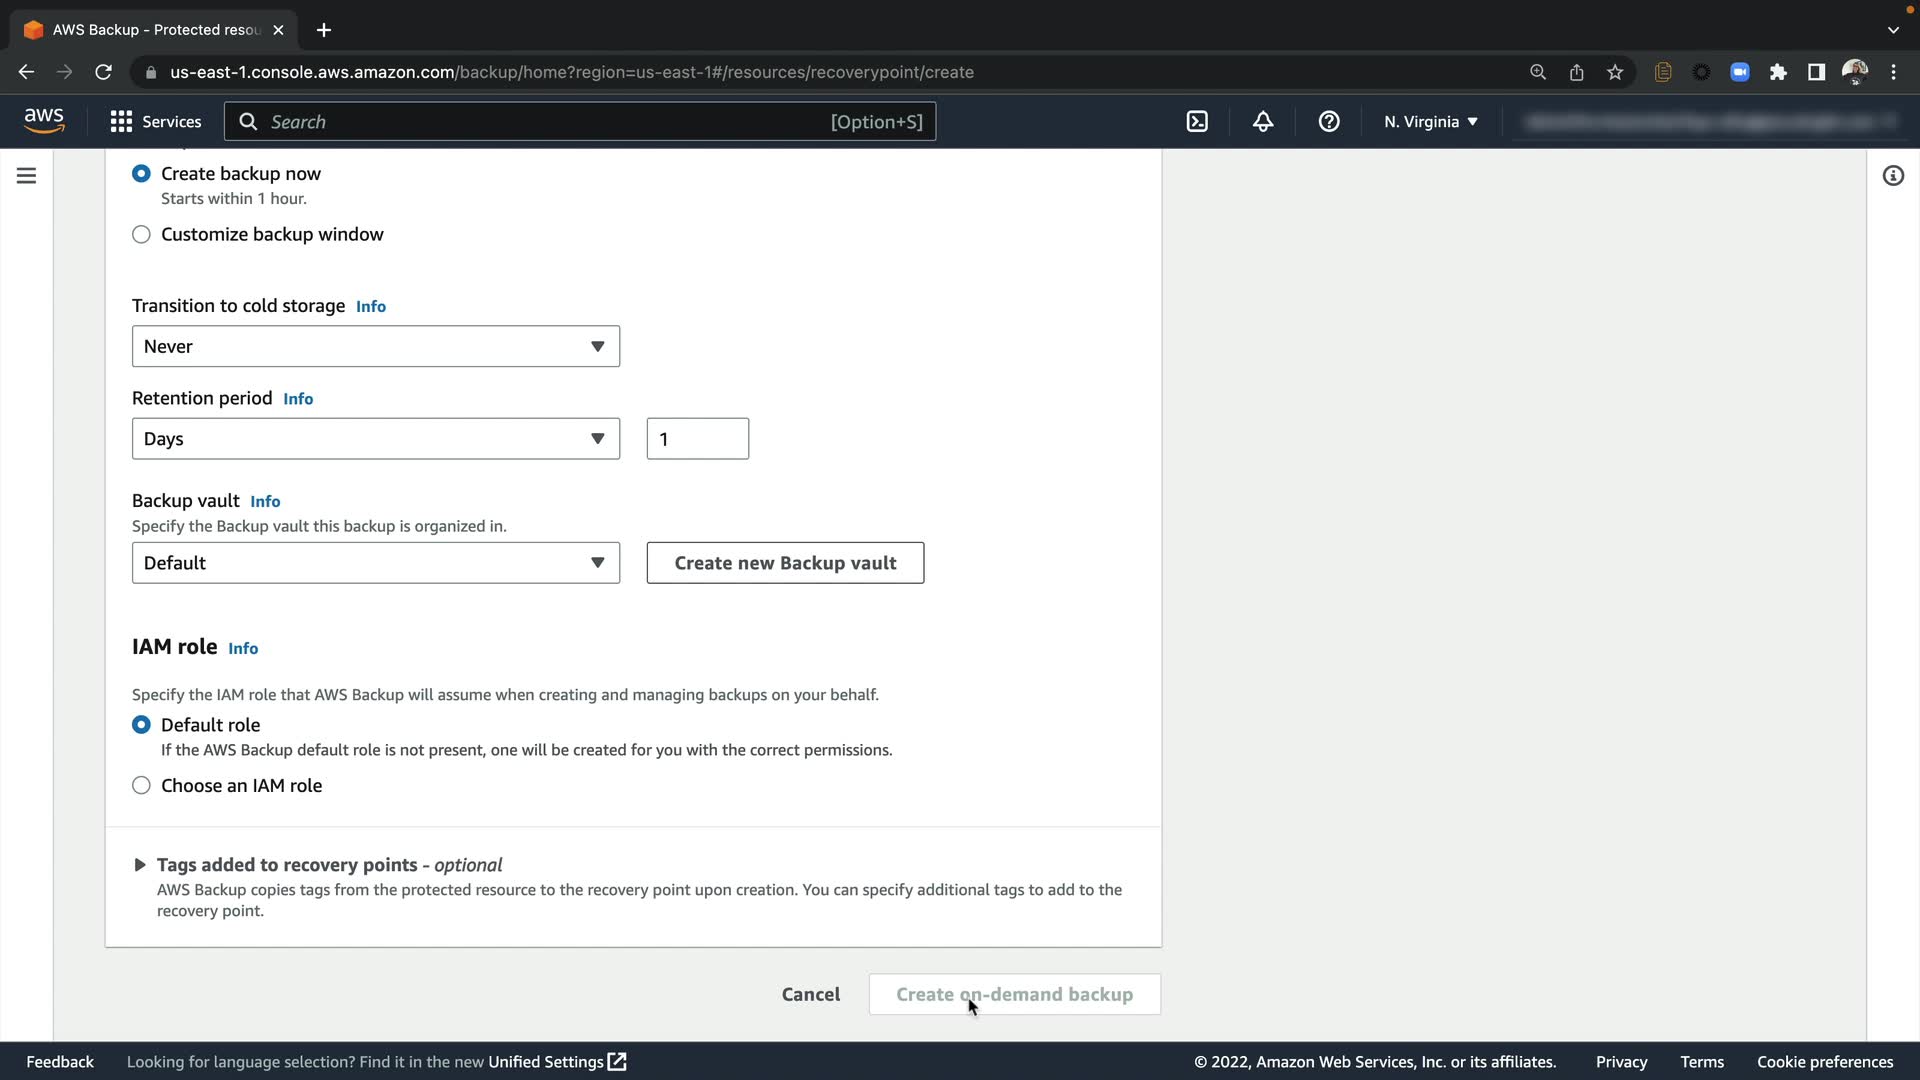 AWS Backup - Protected resou
us-east-1.console.aws.amazon.com/backup/home?region=us-east-1#/resources/recoverypoint/create
aws
Services
Search
[Option+S]
N. Virginia
Create backup now
Starts within 1 hour.
Customize backup window
Transition to cold storage Info
Never
Retention period Info
Days
1
Backup vault Info
Specify the Backup vault this backup is organized in.
Default
Create new Backup vault
IAM role Info
Specify the IAM role that AWS Backup will assume when creating and managing backups on your behalf.
Default role
If the AWS Backup default role is not present, one will be created for you with the correct permissions.
Choose an IAM role
Tags added to recovery points - optional
AWS Backup copies tags from the protected resource to the recovery point upon creation. You can specify additional tags to add to the
recovery point.
Cancel
Create on-demand backup
Feedback
Looking for language selection? Find it in the new Unified Settings
© 2022, Amazon Web Services, Inc. or its affiliates.
Privacy
Terms
Cookie preferences